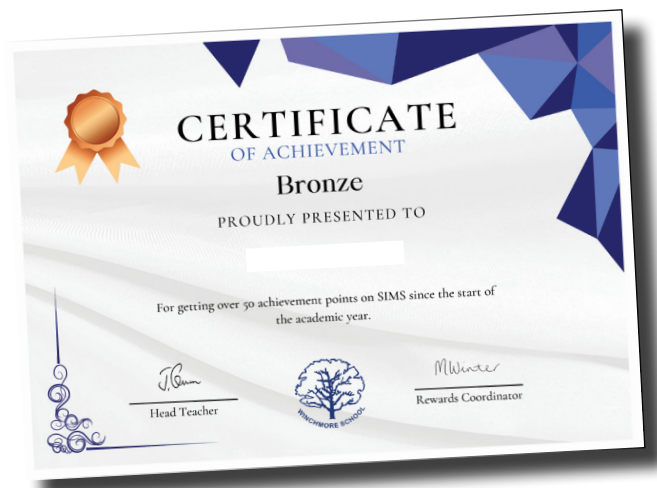 CERTIFICATE
OF ACHIEVEMENT
Bronze
PROUDLY PRESENTED TO
For getting over 50 achievement points on SIMS since the start of
the academic year.
MWinter
Head Teacher
Rewards Coordinator
WINCHMORE SCHOOL